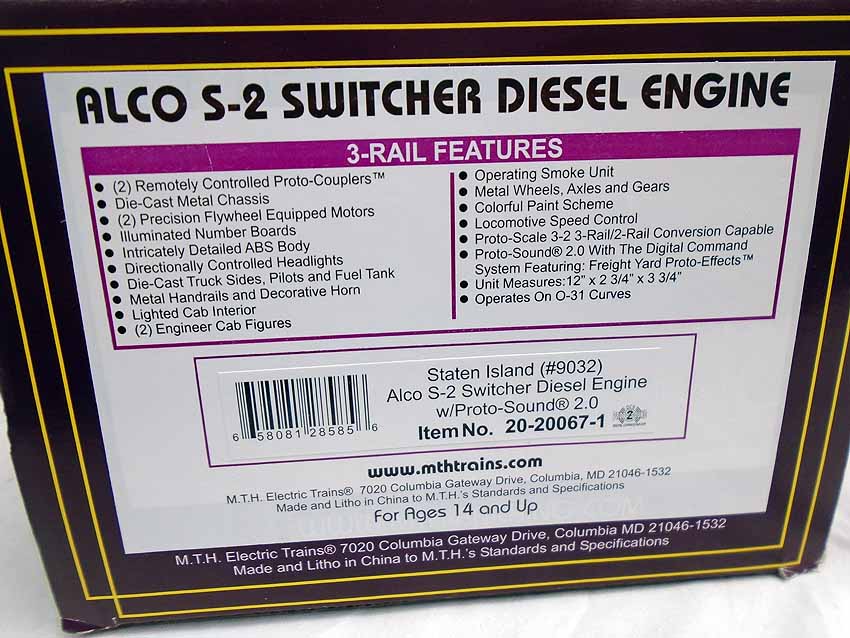 ALCO S-2 SWITCHER DIESEL ENGINE
3-RAIL FEATURES
(2) Remotely Controlled Proto-Couplers™
Die-Cast Metal Chassis
(2) Precision Flywheel Equipped Motors
Illuminated Number Boards
Intricately Detailed ABS Body
Directionally Controlled Headlights
Die-Cast Truck Sides, Pilots and Fuel Tank
Metal Handrails and Decorative Horn
Lighted Cab Interior
(2) Engineer Cab Figures
Operating Smoke Unit
Metal Wheels, Axles and Gears
Colorful Paint Scheme
Locomotive Speed Control
Proto-Scale 3-2 3-Rail/2-Rail Conversion Capable
Proto-Sound® 2.0 With The Digital Command
System Featuring: Freight Yard Proto-Effects™
Unit Measures:12" x 2 3/4" x 3 3/4"
Operates On O-31 Curves
Staten Island (#9032)
Alco S-2 Switcher Diesel Engine
w/Proto-Sound® 2.0
Item No. 20-20067-1
6 58081 28585 6
www.mthtrains.com
M.T.H. Electric Trains® 7020 Columbia Gateway Drive, Columbia, MD 21046-1532
Made and Litho in China to M.T.H.'s Standards and Specifications
For Ages 14 and Up
M.T.H. Electric Trains® 7020 Columbia Gateway Drive, Columbia MD 21046-1532
Made and Litho in China to M.T.H.'s Standards and Specifications